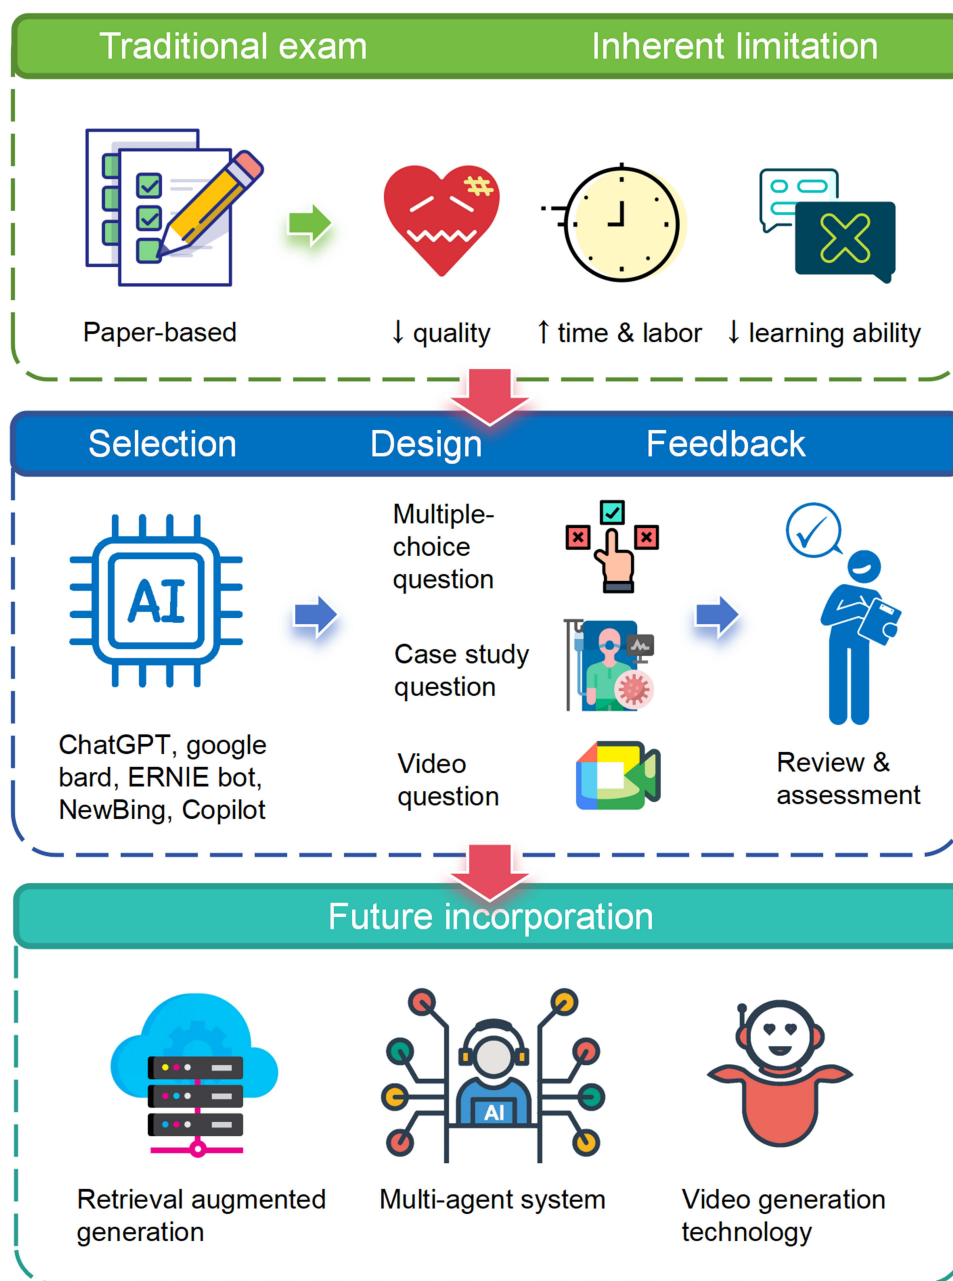 Traditional exam
Inherent limitation
Paper-based
↓ quality
↑ time & labor
↓ learning ability
Selection
Design
Feedback
AI
ChatGPT, google
bard, ERNIE bot,
NewBing, Copilot
Multiple-
choice
question
Case study
question
Video
question
Review &
assessment
Future incorporation
AI
Retrieval augmented
generation
Multi-agent system
Video generation
technology